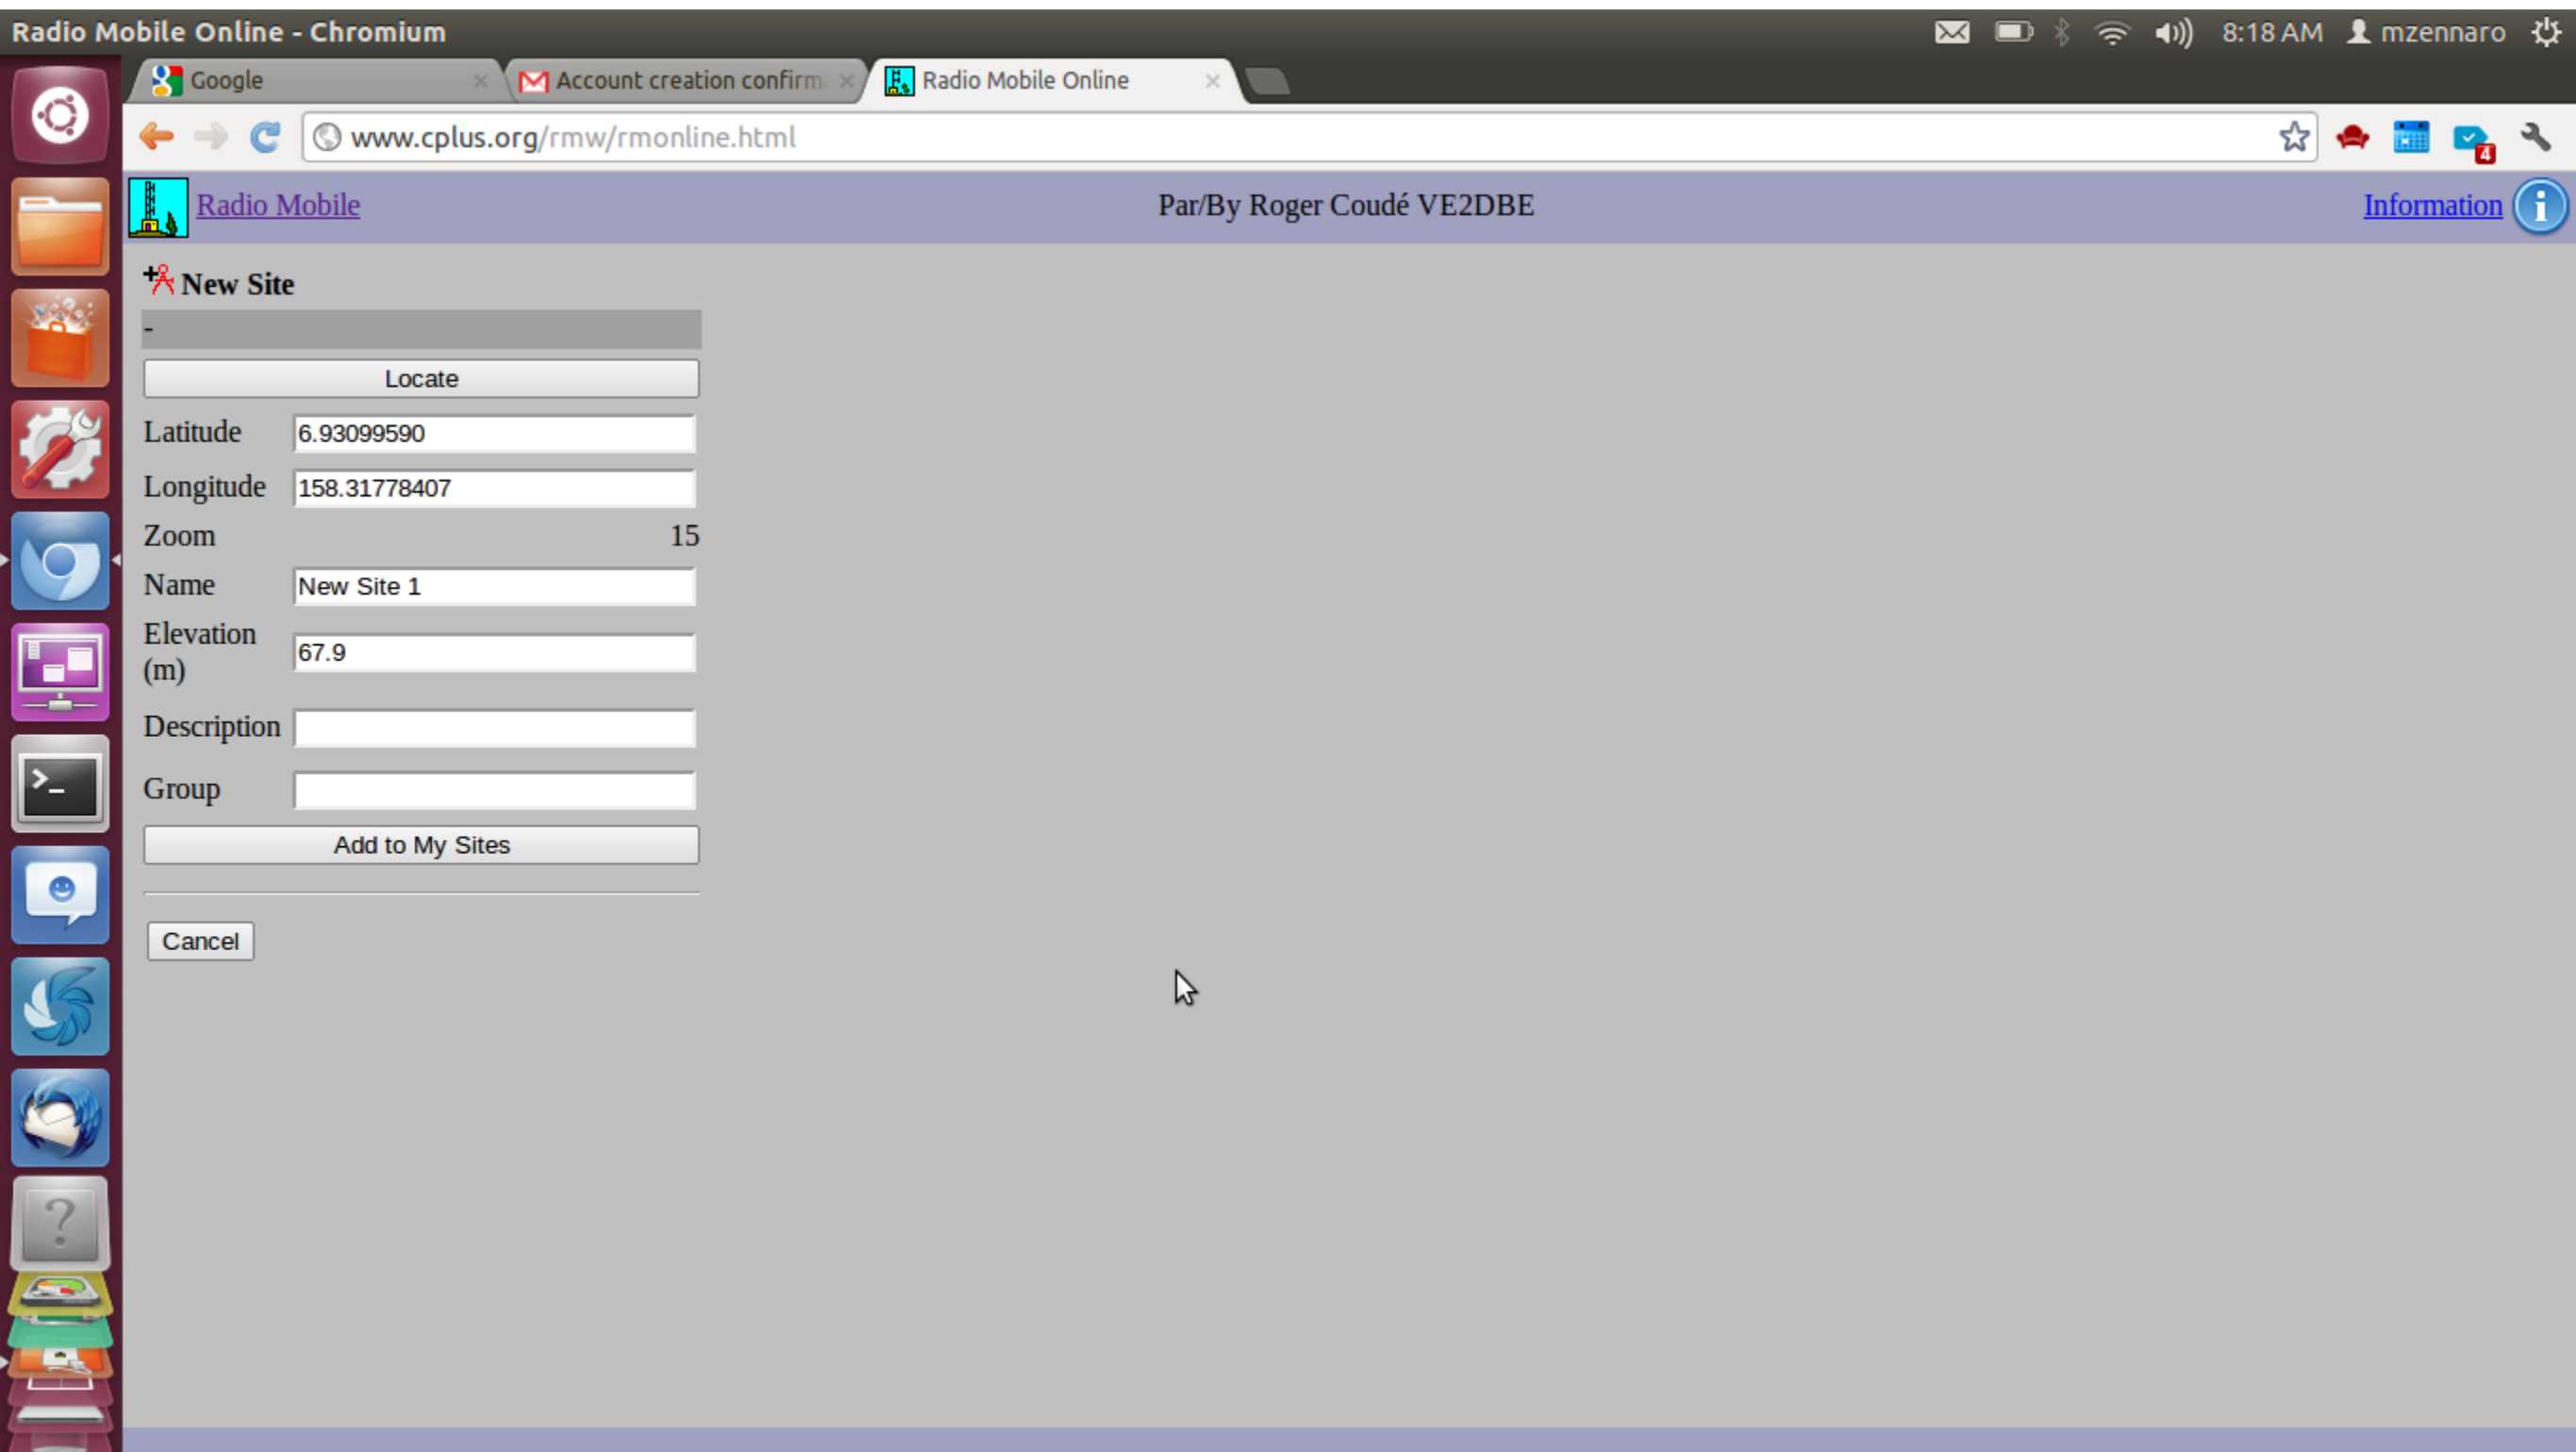 Radio Mobile Online - Chromium
8:18 AM mzennaro
Google
Account creation confirm
Radio Mobile Online
www.cplus.org/rmw/rmonline.html
4
Radio Mobile
Par/By Roger Coudé VE2DBE
Information
New Site
-
Locate
Latitude 6.93099590
Longitude 158.31778407
Zoom 15
Name New Site 1
Elevation
(m) 67.9
Description
Group
Add to My Sites
Cancel